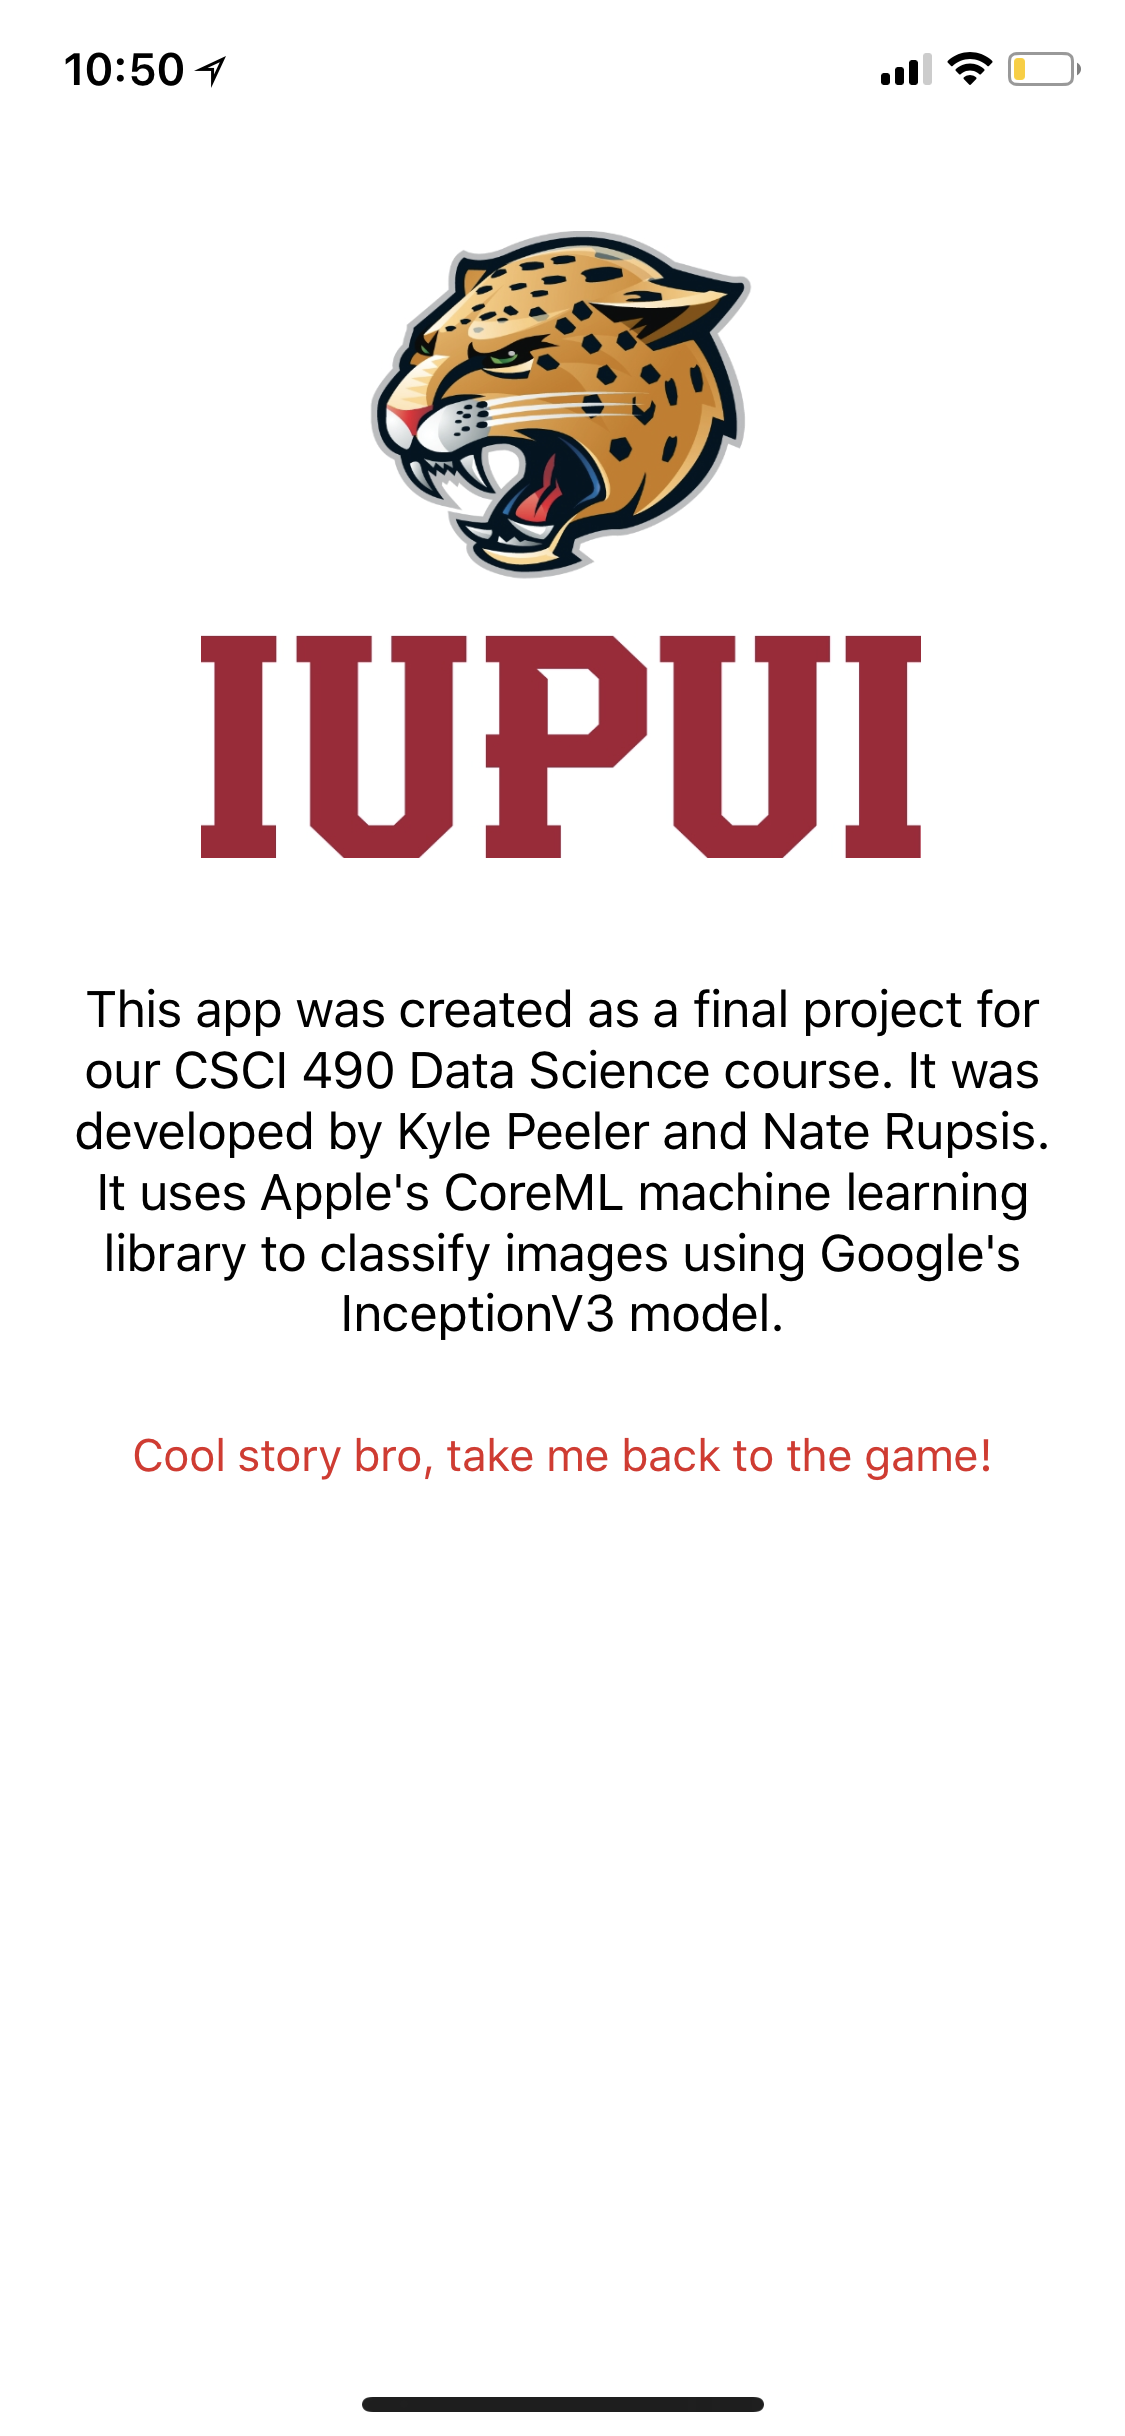 10:50
IUPUI
This app was created as a final project for
our CSCI 490 Data Science course. It was
developed by Kyle Peeler and Nate Rupsis.
It uses Apple's CoreML machine learning
library to classify images using Google's
InceptionV3 model.
Cool story bro, take me back to the game!